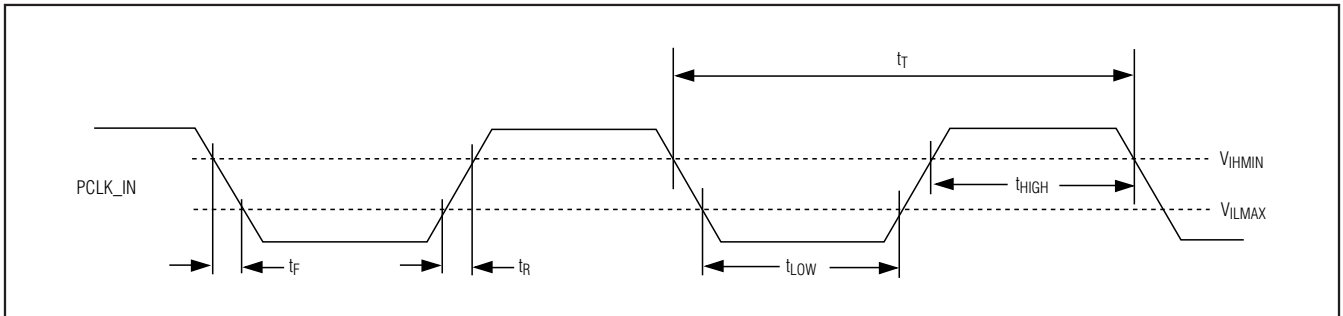 tT
VIHMIN
PCLK_IN
tHIGH
VILMAX
tF
tR
tLOW